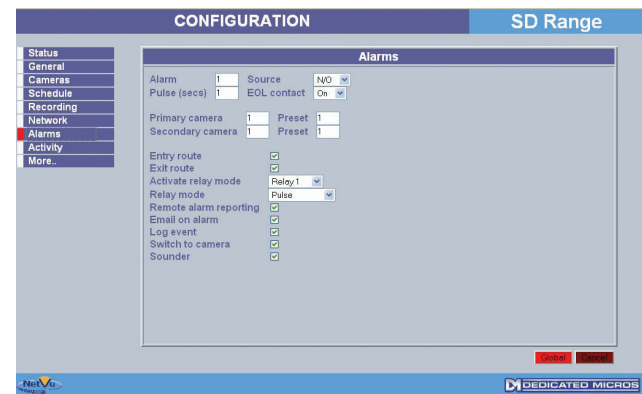 CONFIGURATION
SD Range
Status
General
Cameras
Schedule
Recording
Network
Alarms
Activity
More..
Alarms
Alarm 1 Source N/O
Pulse (secs) 1 EOL contact On
Primary camera 1 Preset 1
Secondary camera 1 Preset 1
Entry route
Exit route
Activate relay mode Relay 1
Relay mode Pulse
Remote alarm reporting
Email on alarm
Log event
Switch to camera
Sounder
Global Cancel
NetVu
DEDICATED MICROS